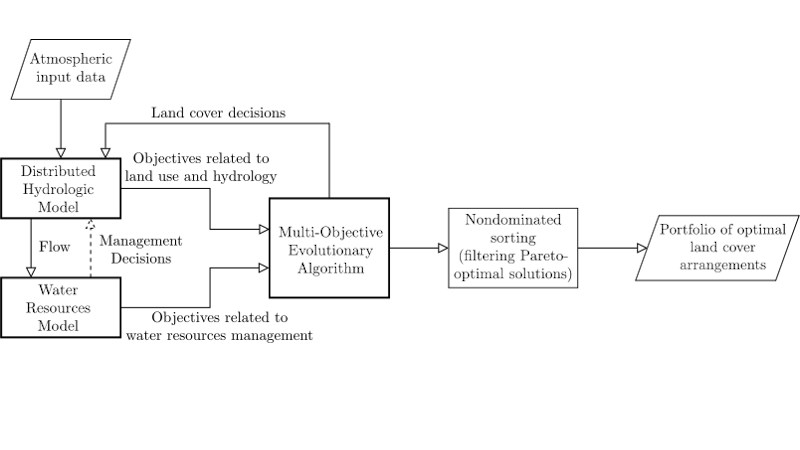 Atmospheric
input data
Land cover decisions
Objectives related to
land use and hydrology
Distributed
Hydrologic
Model
Flow
Management
Decisions
Water
Resources
Model
Objectives related to
water resources management
Multi-Objective
Evolutionary
Algorithm
Nondominated
sorting
(filtering Pareto-
optimal solutions)
Portfolio of optimal
land cover
arrangements